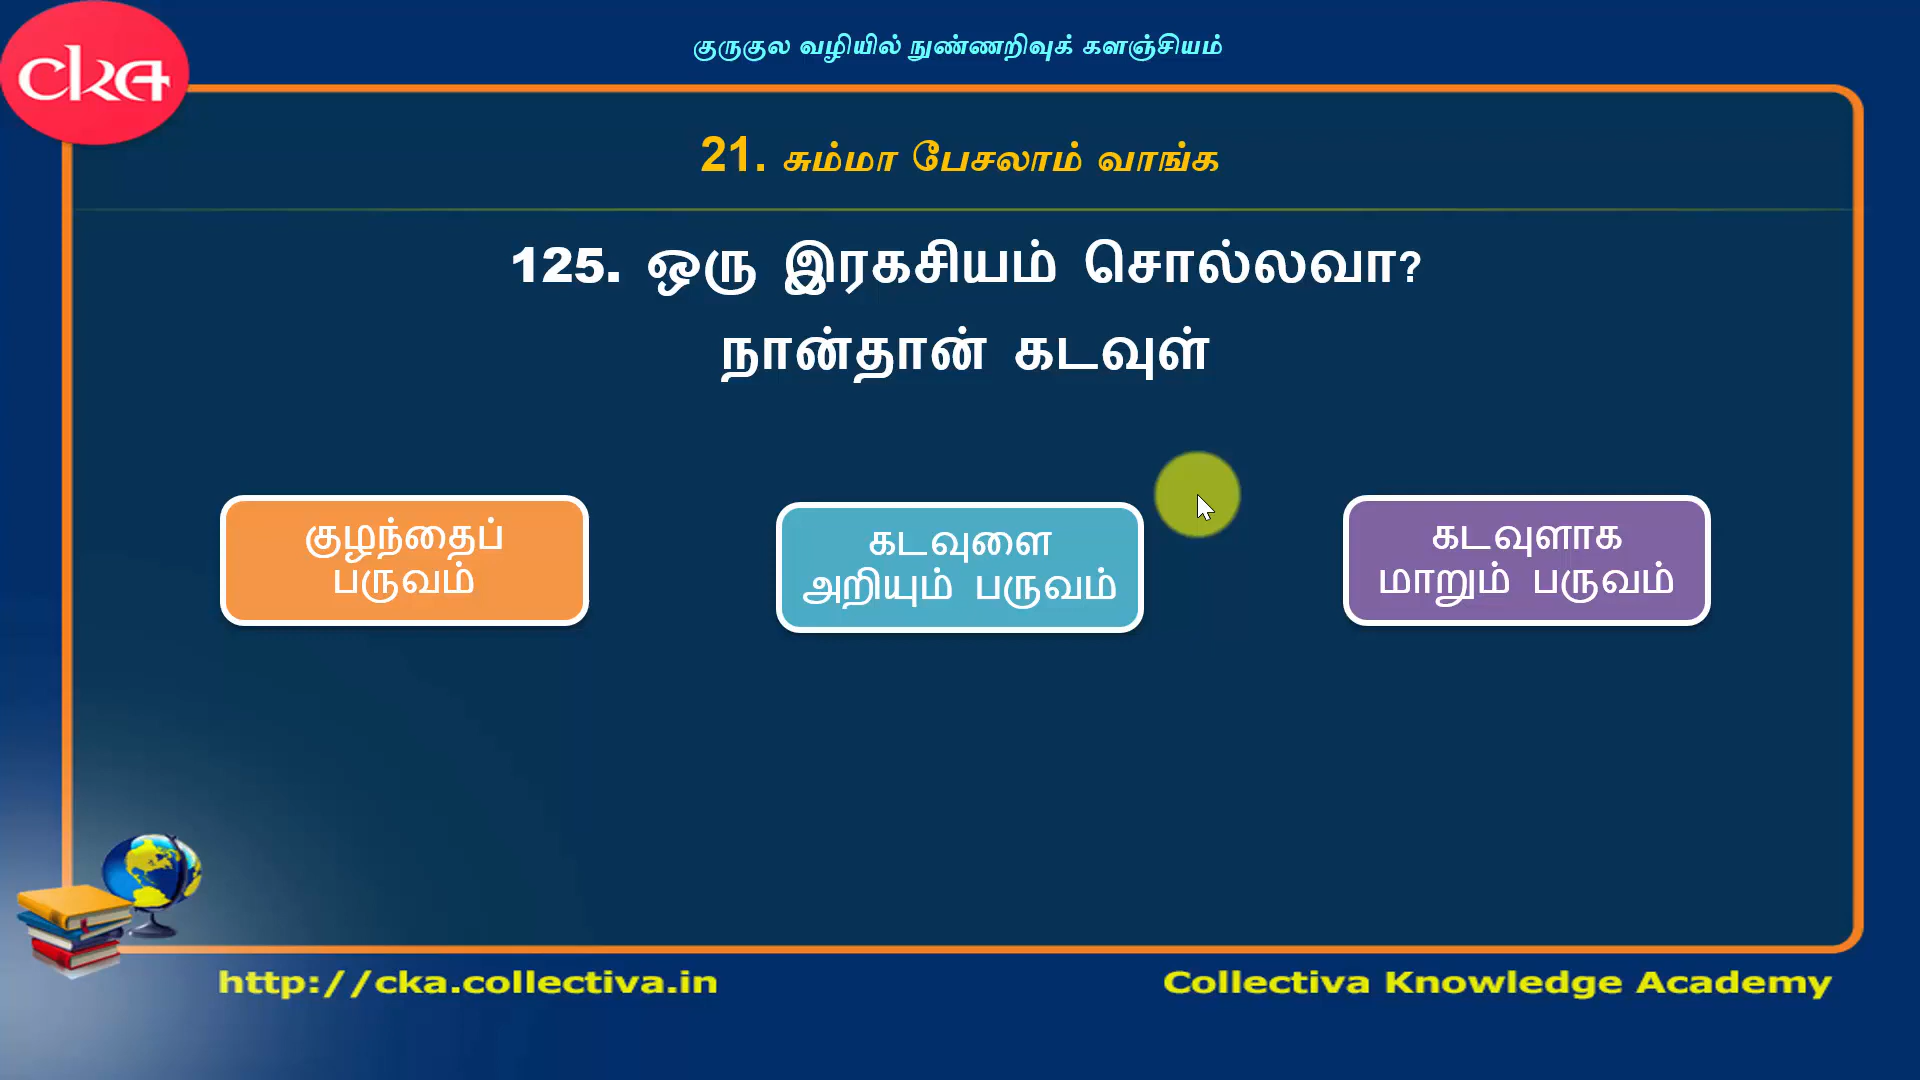 cka
குருகுல வழியில் நுண்ணறிவுக் களஞ்சியம்
21. சும்மா பேசலாம் வாங்க
125. ஒரு இரகசியம் சொல்லவா?
நான்தான் கடவுள்
குழந்தைப்
பருவம்
கடவுளை
அறியும் பருவம்
கடவுளாக
மாறும் பருவம்
http://cka.collectiva.in
Collectiva Knowledge Academy